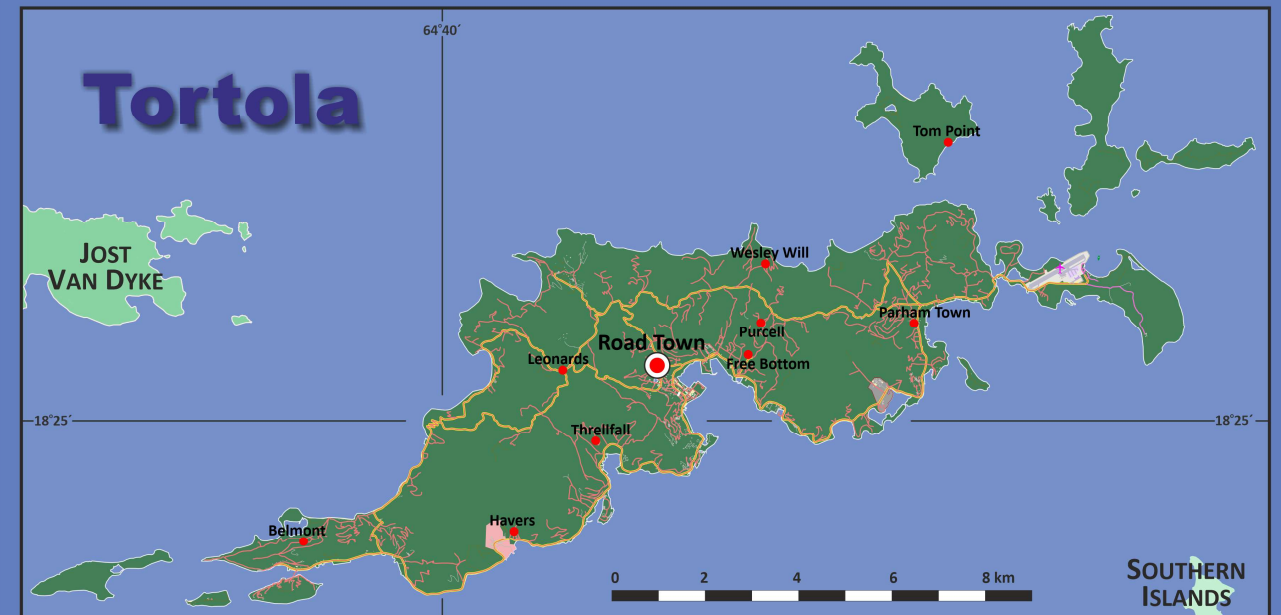 64°40´
Tortola
Tom Point
JOST
VAN DYKE
Wesley Will
Parham Town
Purcell
Road Town
Leonards
Free Bottom
18°25´
18°25´
Threllfall
Havers
Belmont
SOUTHERN
ISLANDS
0 2 4 6 8 km